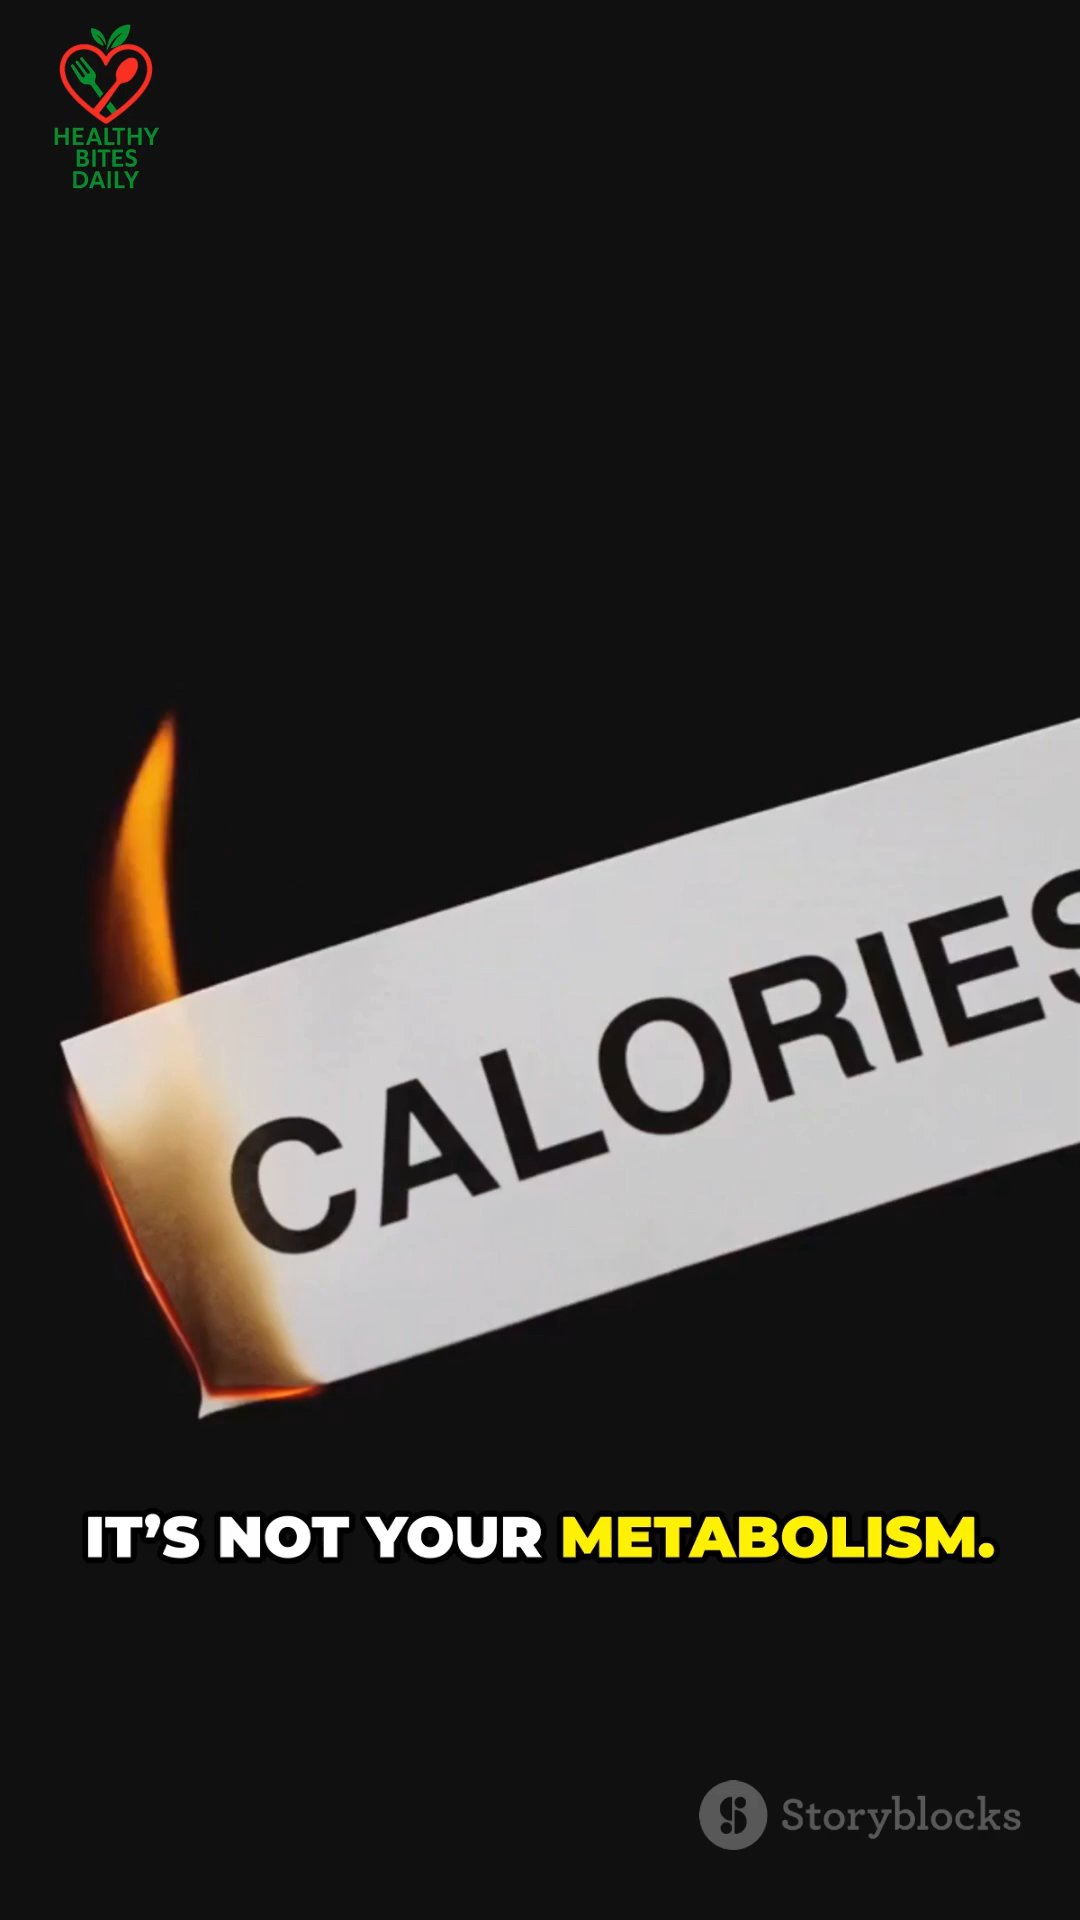 HEALTHY
BITES
DAILY
CALORIES
IT’S NOT YOUR METABOLISM.
Storyblocks